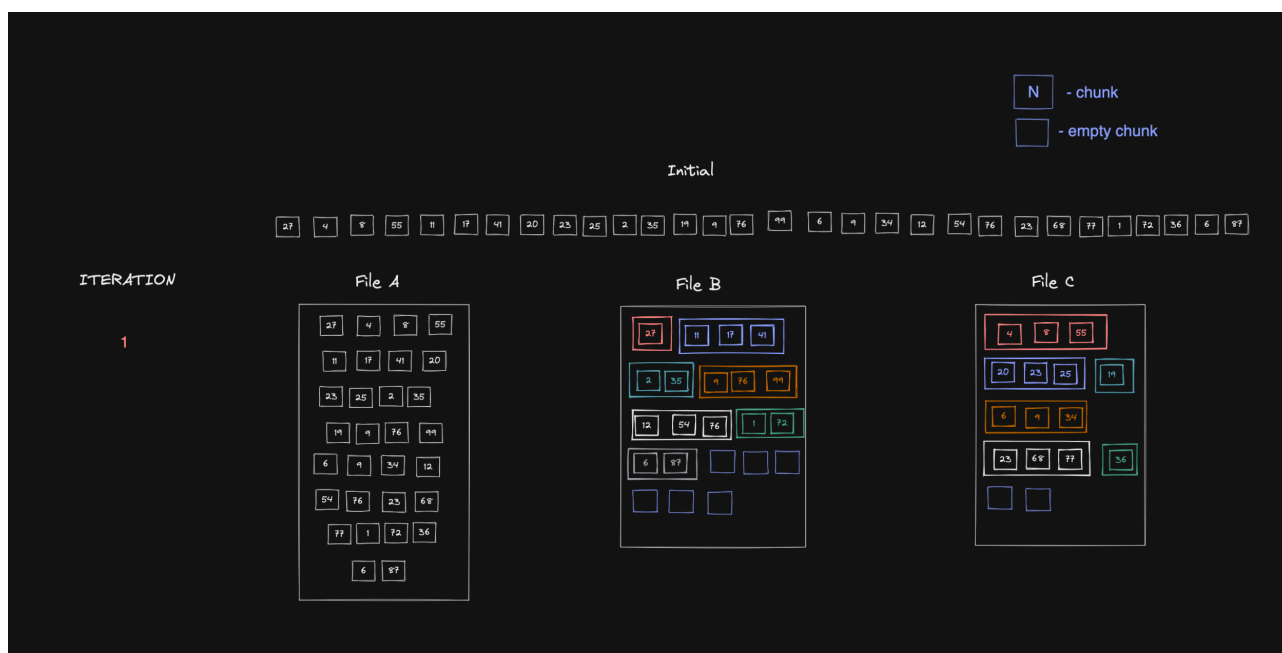 N - chunk
- empty chunk
Initial
27 4 8 55 11 17 41 20 23 25 2 35 19 9 76 99 6 9 34 12 54 76 23 68 77 1 72 36 6 87
ITERATION
1
File A
27 4 8 55
11 17 41 20
23 25 2 35
19 9 76 99
6 9 34 12
54 76 23 68
77 1 72 36
6 87
File B
27 11 17 41
2 35 9 76 99
12 54 76 1 72
6 87
File C
4 8 55
20 23 25 19
6 9 34
23 68 77 36